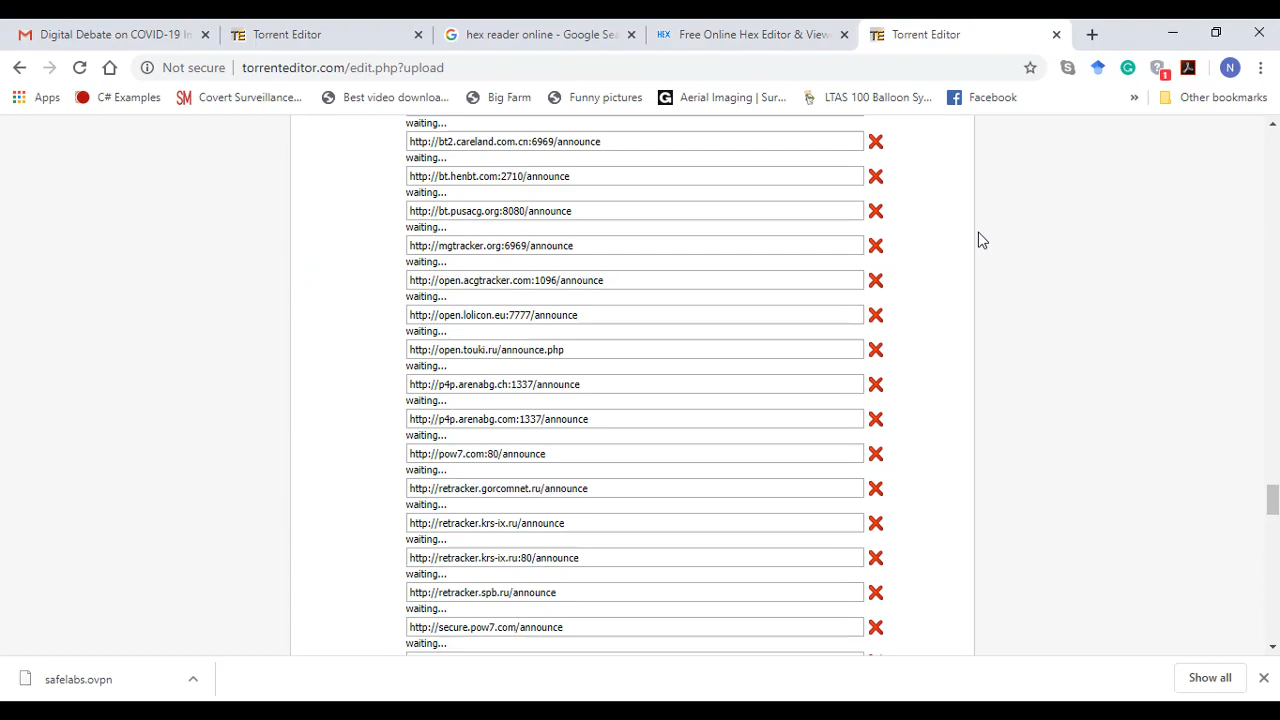 Digital Debate on COVID-19 In
Torrent Editor
hex reader online - Google Sea
HEX Free Online Hex Editor & View
TE Torrent Editor
Not secure torrenteditor.com/edit.php?upload
N
1
Apps
C# Examples
SM Covert Surveillance...
Best video downloa...
Big Farm
Funny pictures
G Aerial Imaging | Sur...
LTAS 100 Balloon Sy...
Facebook
Other bookmarks
waiting...
http://bt2.careland.com.cn:6969/announce
waiting...
http://bt.henbt.com:2710/announce
waiting...
http://bt.pusacg.org:8080/announce
waiting...
http://mgtracker.org:6969/announce
waiting...
http://open.acgtracker.com:1096/announce
waiting...
http://open.lolicon.eu:7777/announce
waiting...
http://open.touki.ru/announce.php
waiting...
http://p4p.arenabg.ch:1337/announce
waiting...
http://p4p.arenabg.com:1337/announce
waiting...
http://pow7.com:80/announce
waiting...
http://retracker.gorcomnet.ru/announce
waiting...
http://retracker.krs-ix.ru/announce
waiting...
http://retracker.krs-ix.ru:80/announce
waiting...
http://retracker.spb.ru/announce
waiting...
http://secure.pow7.com/announce
waiting...
safelabs.ovpn
Show all